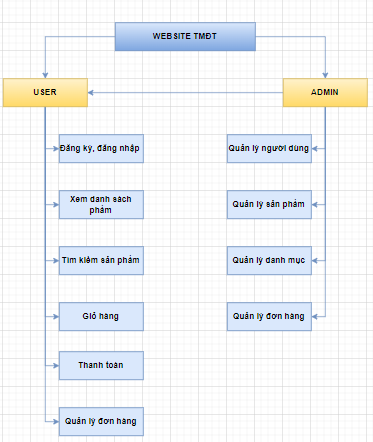 WEBSITE TMĐT
USER
ADMIN
Đăng ký, đăng nhập
Quản lý người dùng
Xem danh sách
phẩm
Quản lý sản phẩm
Tìm kiếm sản phẩm
Quản lý danh mục
Giỏ hàng
Quản lý đơn hàng
Thanh toán
Quản lý đơn hàng